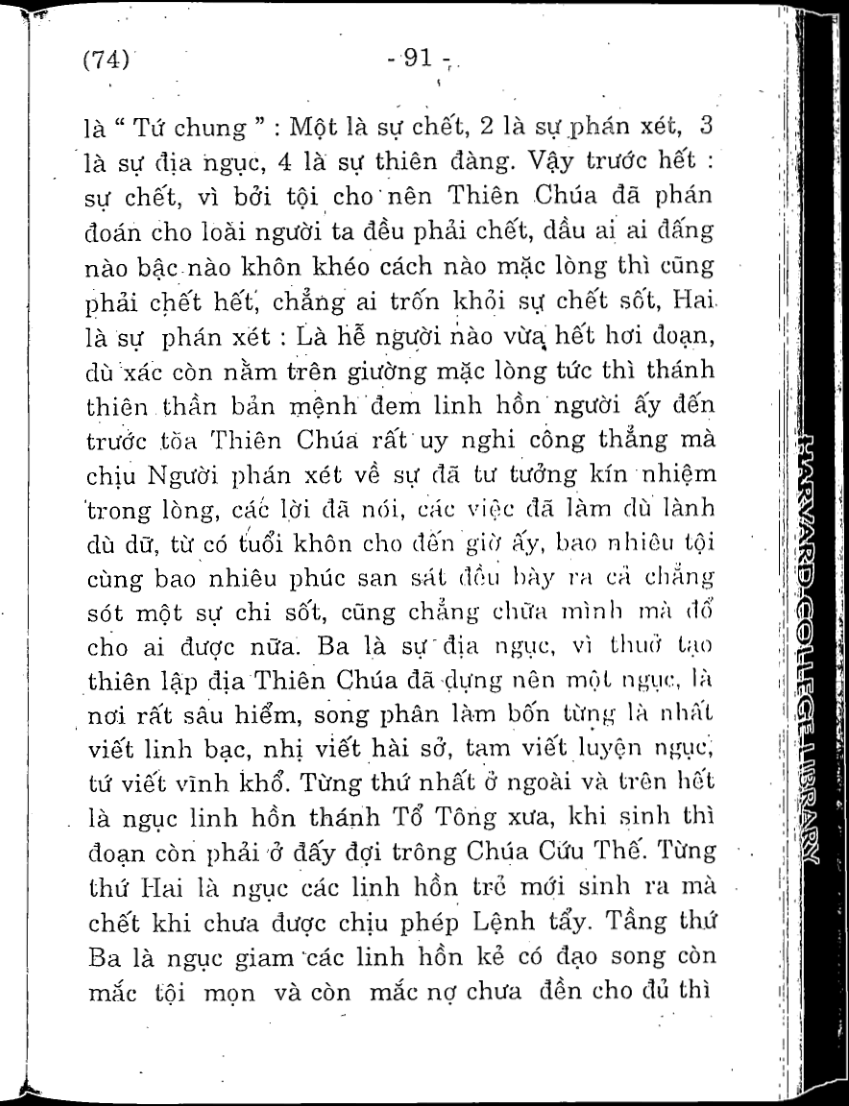 (74) - 91 -
là “ Tứ chung ” : Một là sự chết, 2 là sự phán xét, 3
là sự địa ngục, 4 là sự thiên đàng. Vậy trước hết :
sự chết, vì bởi tội cho nên Thiên Chúa đã phán
đoán cho loài người ta đều phải chết, dầu ai ai đấng
nào bậc nào khôn khéo cách nào mặc lòng thì cũng
phải chết hết, chẳng ai trốn khỏi sự chết sốt, Hai
là sự phán xét : Là hễ người nào vừa hết hơi đoạn,
dù xác còn nằm trên giường mặc lòng tức thì thánh
thiên thần bản mệnh đem linh hồn người ấy đến
trước tòa Thiên Chúa rất uy nghi công thẳng mà
chịu Người phán xét về sự đã tư tưởng kín nhiệm
trong lòng, các lời đã nói, các việc đã làm dù lành
dù dữ, từ có tuổi khôn cho đến giờ ấy, bao nhiêu tội
cùng bao nhiêu phúc san sát đều bày ra cả chẳng
sót một sự chi sốt, cũng chẳng chữa mình mà đổ
cho ai được nữa. Ba là sự địa ngục, vì thuở tạo
thiên lập địa Thiên Chúa đã dựng nên một ngục, là
nơi rất sâu hiểm, song phân làm bốn từng là nhất
viết linh bạc, nhị viết hài sở, tam viết luyện ngục,
tứ viết vĩnh khổ. Từng thứ nhất ở ngoài và trên hết
là ngục linh hồn thánh Tổ Tông xưa, khi sinh thì
đoạn còn phải ở đấy đợi trông Chúa Cứu Thế. Từng
thứ Hai là ngục các linh hồn trẻ mới sinh ra mà
chết khi chưa được chịu phép Lệnh tẩy. Tầng thứ
Ba là ngục giam các linh hồn kẻ có đạo song còn
mắc tội mọn và còn mắc nợ chưa đền cho đủ thì
HARVARD COLLEGE LIBRARY